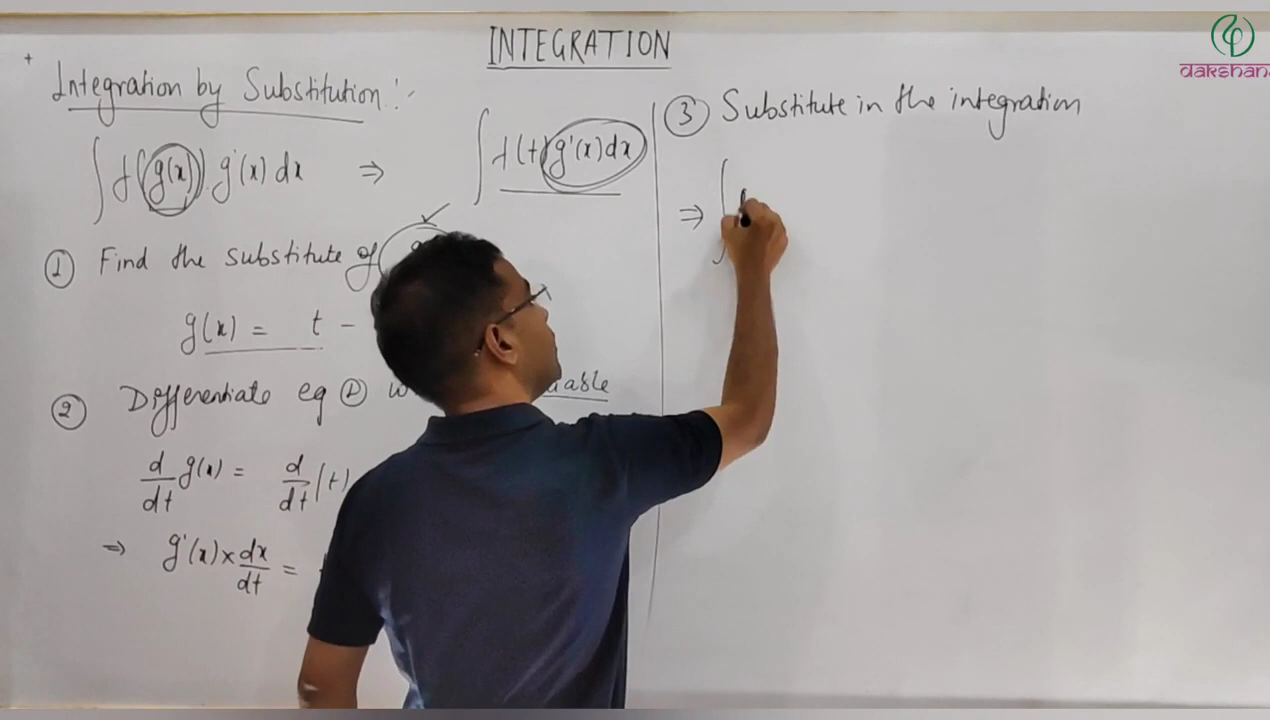 INTEGRATION
Integration by Substitution :-
∫ f(g(x)). g'(x) dx ⇒ ∫ f(t) g'(x) dx
① Find the substitute of
g(x) = t -
② Differentiate eq ①
d/dt g(x) = d/dt (t)
⇒ g'(x) × dx/dt =
③ Substitute in the integration
⇒ ∫
dakshana